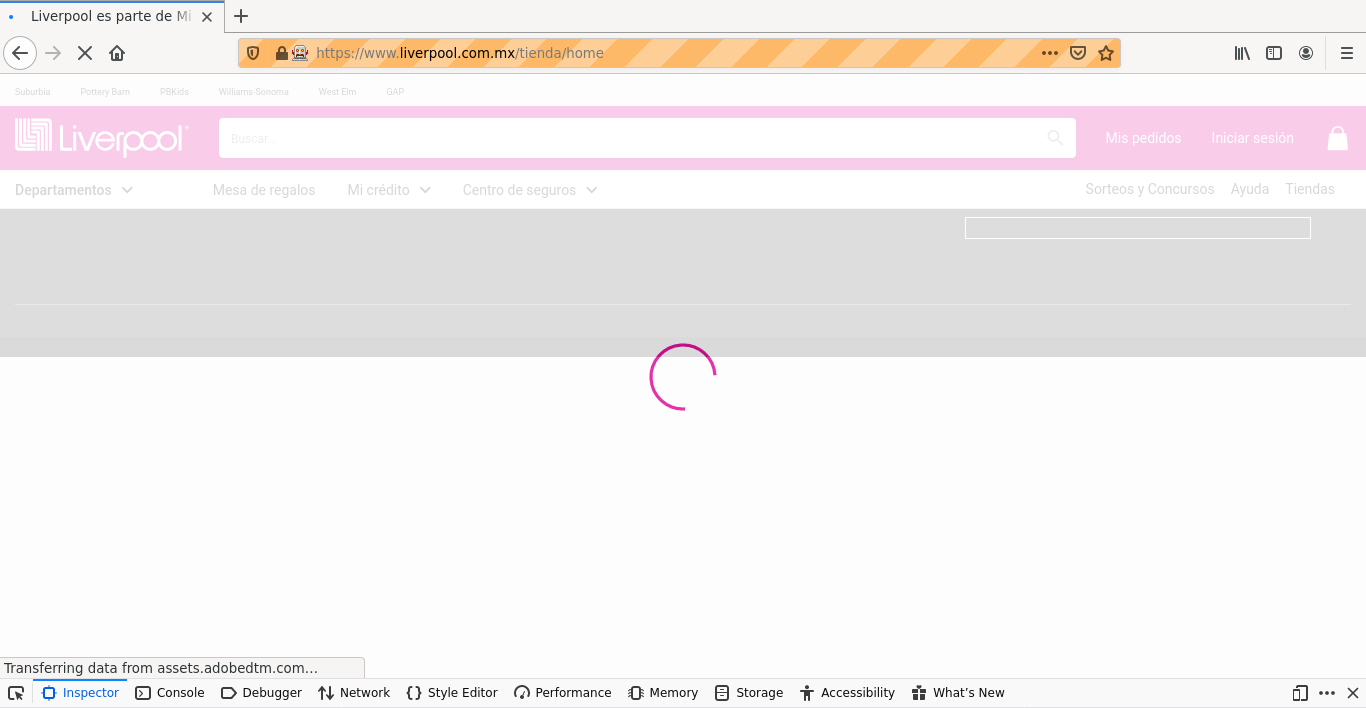 Liverpool es parte de Mi
https://www.liverpool.com.mx/tienda/home
Suburbia Pottery Barn PBKids Williams-Sonoma West Elm GAP
Liverpool Buscar... Mis pedidos Iniciar sesión
Departamentos Mesa de regalos Mi crédito Centro de seguros Sorteos y Concursos Ayuda Tiendas
Transferring data from assets.adobedtm.com…
Inspector Console Debugger Network Style Editor Performance Memory Storage Accessibility What's New